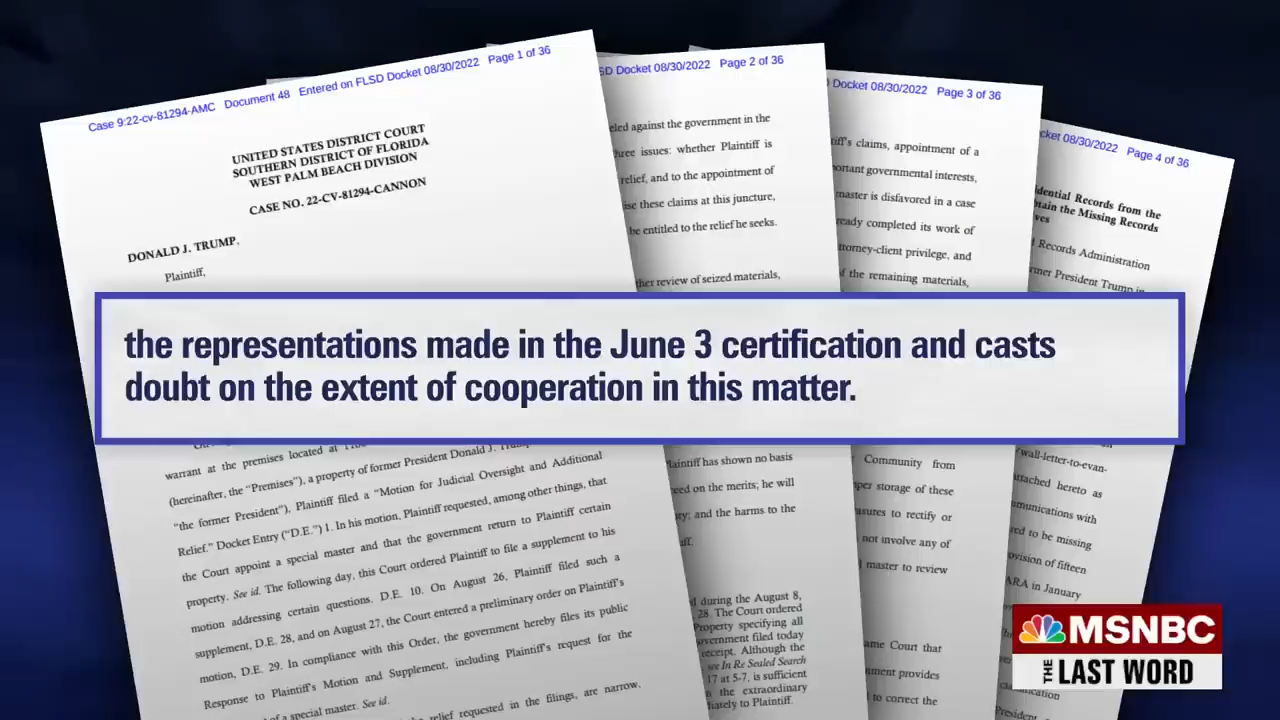 Case 9:22-cv-81294-AMC Document 48 Entered on FLSD Docket 08/30/2022 Page 1 of 36
UNITED STATES DISTRICT COURT
SOUTHERN DISTRICT OF FLORIDA
WEST PALM BEACH DIVISION
CASE NO. 22-CV-81294-CANNON
DONALD J. TRUMP,
Plaintiff,
the representations made in the June 3 certification and casts
doubt on the extent of cooperation in this matter.
warrant at the premises located at
(hereinafter, the “Premises”), a property of former President Donald J.
“the former President”), Plaintiff filed a “Motion for Judicial Oversight and Additional
Relief.” Docket Entry (“D.E.”) 1. In his motion, Plaintiff requested, among other things, that
the Court appoint a special master and that the government return to Plaintiff certain
property. See id. The following day, this Court ordered Plaintiff to file a supplement to his
motion addressing certain questions. D.E. 10. On August 26, Plaintiff filed such a
supplement, D.E. 28, and on August 27, the Court entered a preliminary order on Plaintiff’s
motion, D.E. 29. In compliance with this Order, the government hereby files its public
Response to Plaintiff’s Motion and Supplement, including Plaintiff’s request for the
of a special master. See id.
relief requested in the filings, are narrow,
SD Docket 08/30/2022 Page 2 of 36
against the government in the
issues: whether Plaintiff is
relief, and to the appointment of
these claims at this juncture,
be entitled to the relief he seeks.
review of seized materials,
Plaintiff has shown no basis
on the merits; he will
and the harms to the
during the August 8,
28. The Court ordered
Property specifying all
filed today
receipt. Although the
see In Re Sealed Search
17 at 5-7, is sufficient
the extraordinary
to Plaintiff.
Docket 08/30/2022 Page 3 of 36
claims, appointment of a
governmental interests,
master is disfavored in a case
completed its work of
privilege, and
of the remaining materials,
Community from
storage of these
to rectify or
not involve any of
master to review
Court that
provides
to correct the
08/30/2022 Page 4 of 36
Records from the
the Missing Records
Records Administration
President Trump in
/wall-letter-to-evan-
hereto as
with
to be missing
of fifteen
in January
MSNBC
THE LAST WORD